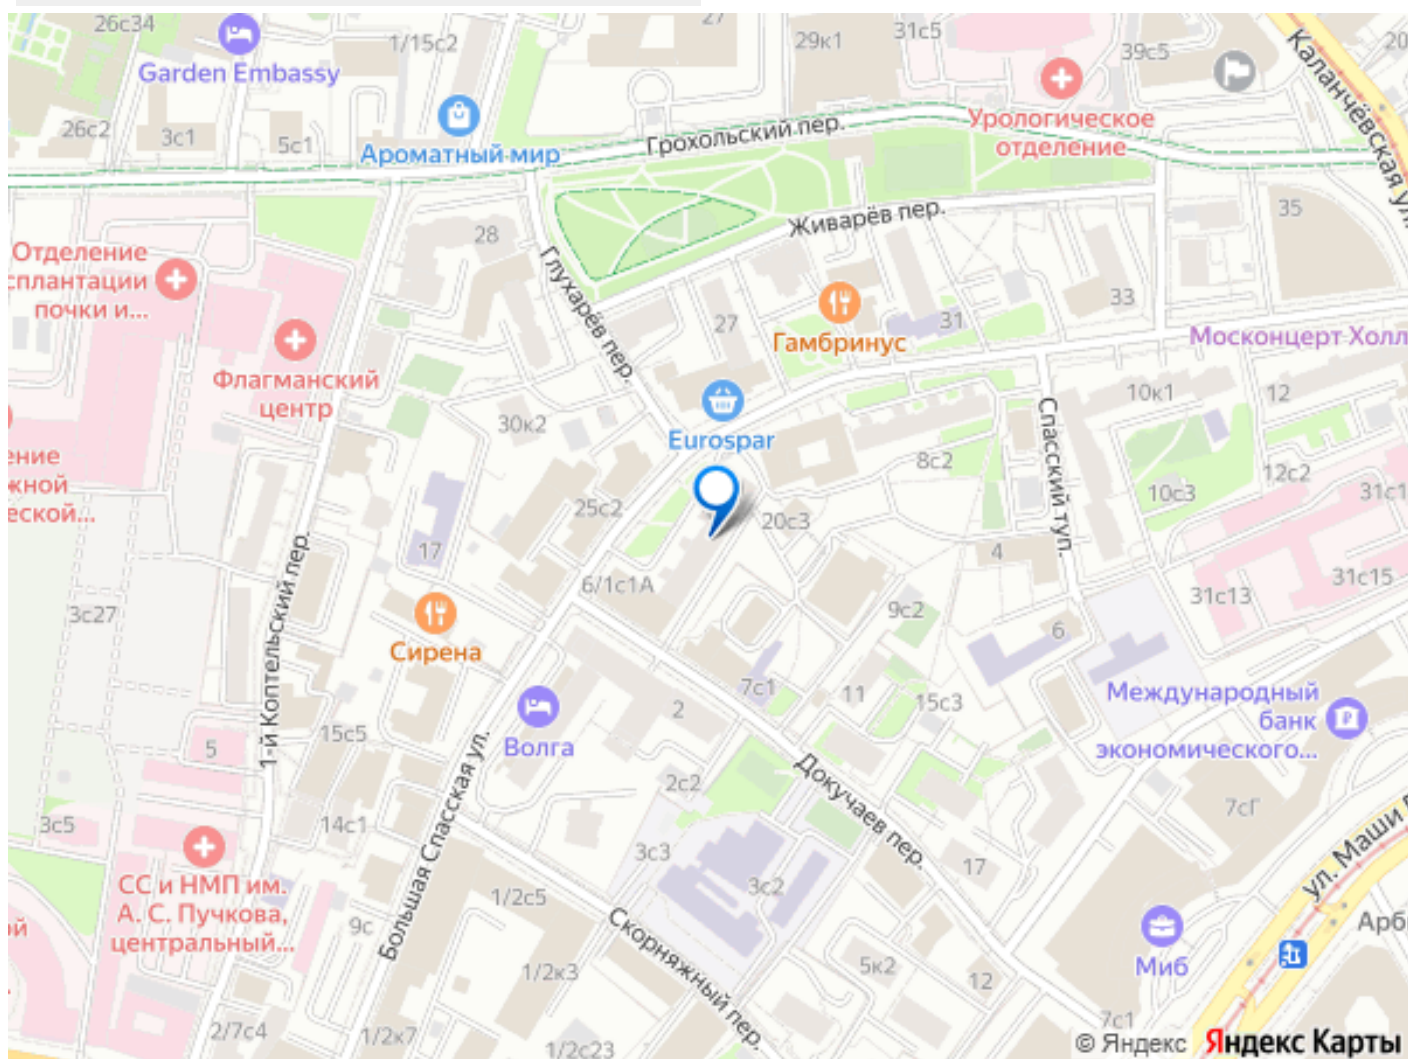 26с34
1/15с2
27
29к1
31с5
39с5
20
Garden Embassy
Каланчёвская ул.
26с2
3с1
5с1
Ароматный мир
Грохольский пер.
Урологическое
отделение
35
Живарёв пер.
28
Отделение
сплантации
почки и...
Глухарёв пер.
27
Гамбринус
31
33
Москонцерт Холл
Флагманский
центр
10к1
12
30к2
Eurospar
Спасский туп.
8с2
12с2
ение
жной
еской...
10с3
31с1
25с2
20с3
17
4
1-й Коптельский пер.
6/1с1А
31с15
31с13
3с27
9с2
6
Сирена
7с1
11
15с3
Международный
банк
экономического...
2
15с5
5
Волга
Большая Спасская ул.
Докучаев пер.
2с2
7сГ
3с5
14с1
ул. Маши
3с3
17
3с2
СС и НМП им.
А. С. Пучкова,
центральный...
1/2с5
ой
9с
Скорняжный пер.
Арб
Миб
5к2
12
1/2к3
2/7с4
1/2к7
1/2с23
7с1
© Яндекс Яндекс Карты